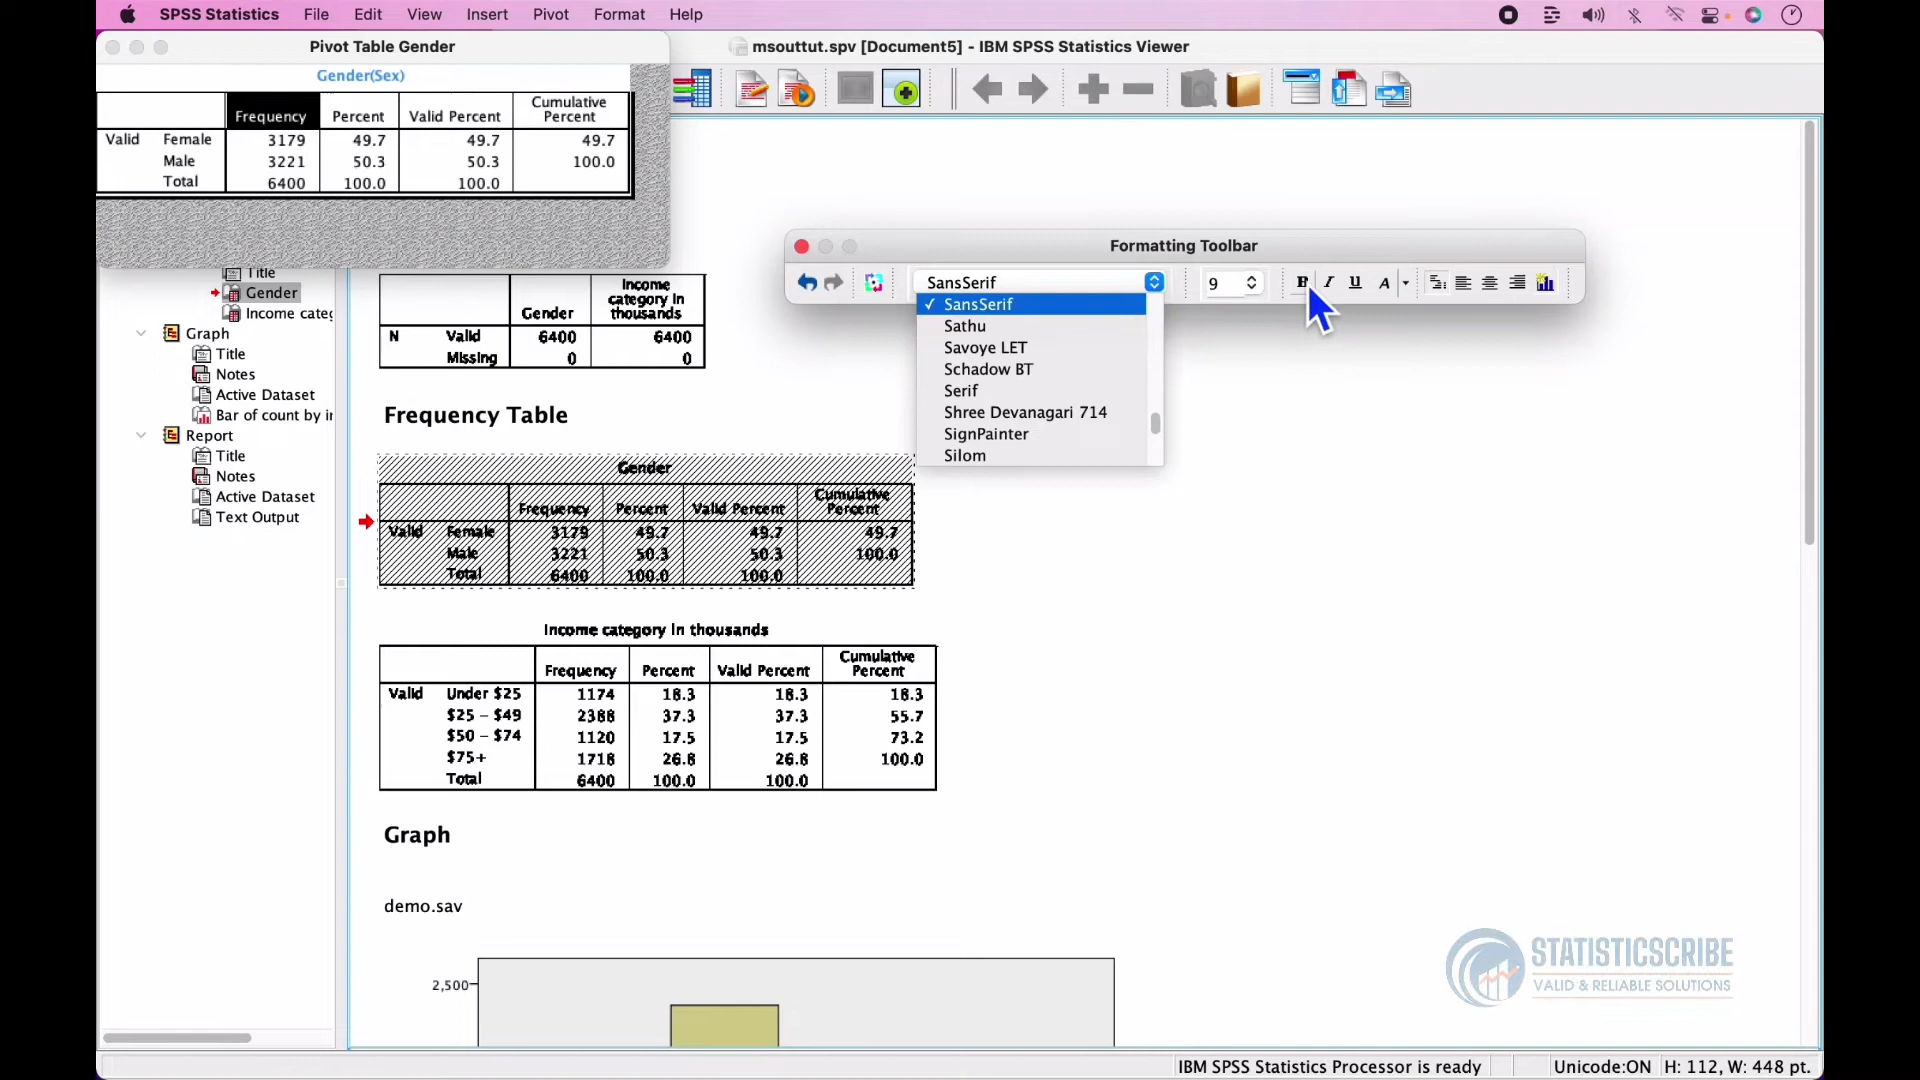 SPSS Statistics File Edit View Insert Pivot Format Help
Pivot Table Gender
msouttut.spv [Document5] - IBM SPSS Statistics Viewer
Gender(Sex)
Frequency Percent Valid Percent Cumulative Percent
Valid Female 3179 49.7 49.7 49.7
Male 3221 50.3 50.3 100.0
Total 6400 100.0 100.0
Formatting Toolbar
SansSerif 9 B I U A
SansSerif
Sathu
Savoye LET
Schadow BT
Serif
Shree Devanagari 714
SignPainter
Silom
Title
Gender
Income categ
Graph
Title
Notes
Active Dataset
Bar of count by i
Report
Title
Notes
Active Dataset
Text Output
Gender Income category in thousands
N Valid 6400 6400
Missing 0 0
Frequency Table
Gender
Frequency Percent Valid Percent Cumulative Percent
Valid Female 3179 49.7 49.7 49.7
Male 3221 50.3 50.3 100.0
Total 6400 100.0 100.0
Income category in thousands
Frequency Percent Valid Percent Cumulative Percent
Valid Under $25 1174 18.3 18.3 18.3
$25 – $49 2388 37.3 37.3 55.7
$50 – $74 1120 17.5 17.5 73.2
$75+ 1718 26.8 26.8 100.0
Total 6400 100.0 100.0
Graph
demo.sav
2,500
STATISTICSCRIBE
VALID & RELIABLE SOLUTIONS
IBM SPSS Statistics Processor is ready Unicode:ON H: 112, W: 448 pt.